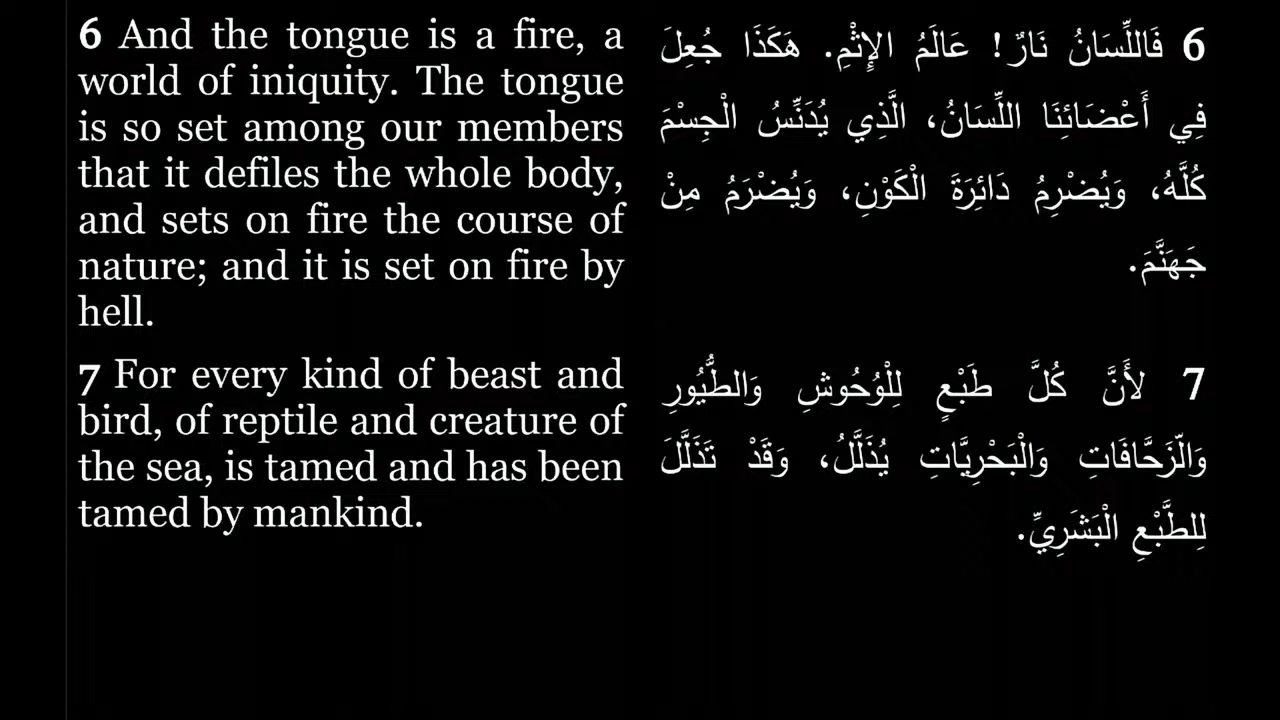 6 And the tongue is a fire, a
world of iniquity. The tongue
is so set among our members
that it defiles the whole body,
and sets on fire the course of
nature; and it is set on fire by
hell.
7 For every kind of beast and
bird, of reptile and creature of
the sea, is tamed and has been
tamed by mankind.
6 فَاللِّسَانُ نَارٌ! عَالَمُ الإِثْمِ. هَكَذَا جُعِلَ
فِي أَعْضَائِنَا اللِّسَانُ، الَّذِي يُدَنِّسُ الْجِسْمَ
كُلَّهُ، وَيُضْرِمُ دَائِرَةَ الْكَوْنِ، وَيُضْرَمُ مِنْ
جَهَنَّمَ.
7 لأَنَّ كُلَّ طَبْعٍ لِلْوُحُوشِ وَالطُّيُورِ
وَالّزَحَّافَاتِ وَالْبَحْرِيَّاتِ يُذَلَّلُ، وَقَدْ تَذَلَّلَ
لِلطَّبْعِ الْبَشَرِيِّ.